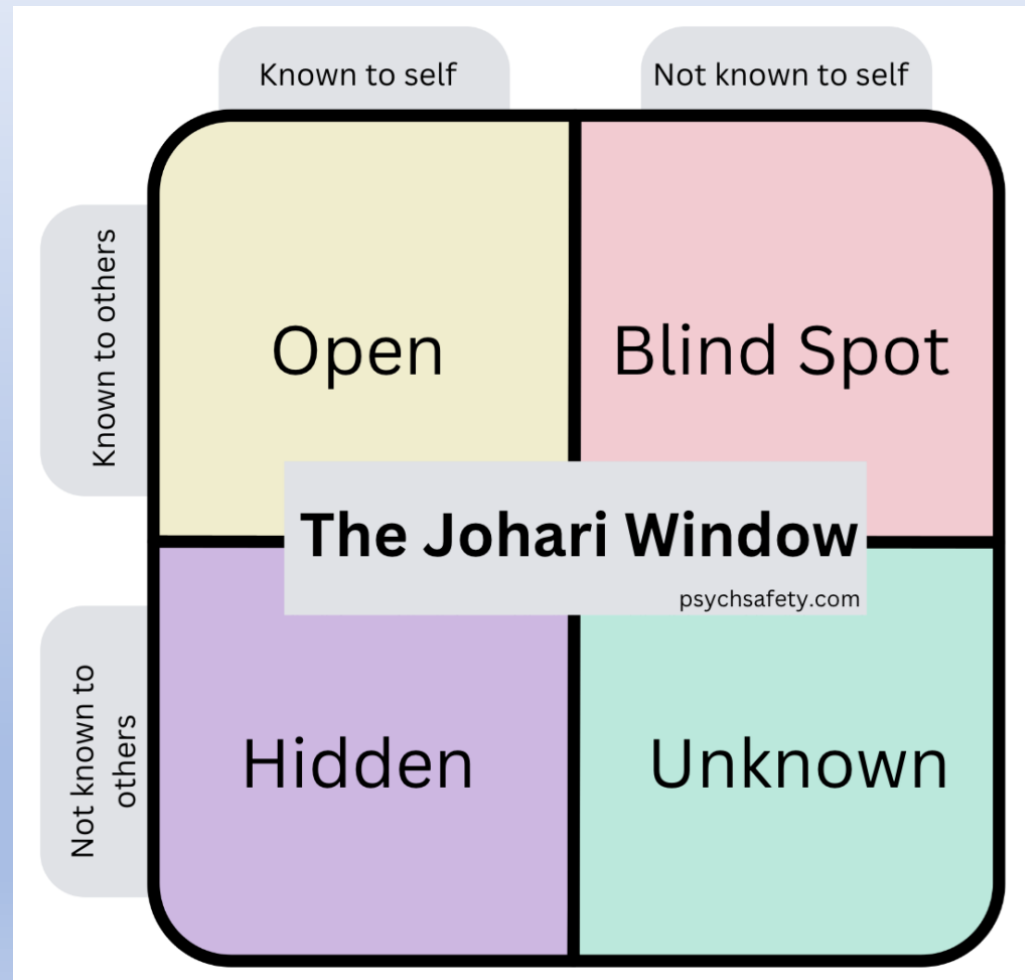 Known to self
Not known to self
Known to others
Open
Blind Spot
The Johari Window
psychsafety.com
Not known to
others
Hidden
Unknown